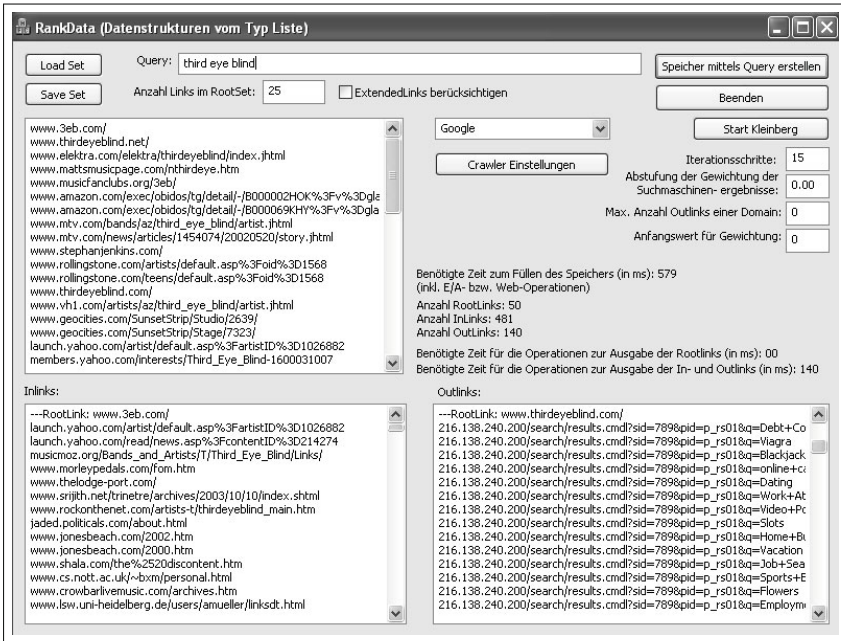 RankData (Datenstrukturen vom Typ Liste)
Load Set
Query:
third eye blind
Speicher mittels Query erstellen
Save Set
Anzahl Links im RootSet:
25
ExtendedLinks berücksichtigen
Beenden
www.3eb.com/
www.thirdeyeblind.net/
www.elektra.com/elektra/thirdeyeblind/index.jhtml
www.mattsmusicpage.com/nthirdeye.htm
www.musicfanclubs.org/3eb/
www.amazon.com/exec/obidos/tg/detail/-/B000002HOK%3Fv%3Dgla
www.amazon.com/exec/obidos/tg/detail/-/B000069KHY%3Fv%3Dgla
www.mtv.com/bands/az/third_eye_blind/artist.jhtml
www.mtv.com/news/articles/1454074/20020520/story.jhtml
www.stephanjenkins.com/
www.rollingstone.com/artists/default.asp%3Foid%3D1568
www.rollingstone.com/teens/default.asp%3Foid%3D1568
www.thirdeyeblind.com/
www.vh1.com/artists/az/third_eye_blind/artist.jhtml
www.geocities.com/SunsetStrip/Studio/2639/
www.geocities.com/SunsetStrip/Stage/7323/
launch.yahoo.com/artist/default.asp%3FartistID%3D1026882
members.yahoo.com/interests/Third_Eye_Blind-1600031007
Google
Start Kleinberg
Crawler Einstellungen
Iterationsschritte:
15
Abstufung der Gewichtung der
Suchmaschinen- ergebnisse:
0.00
Max. Anzahl Outlinks einer Domain:
0
Anfangswert für Gewichtung:
0
Benötigte Zeit zum Füllen des Speichers (in ms): 579
(inkl. E/A- bzw. Web-Operationen)
Anzahl RootLinks: 50
Anzahl InLinks: 481
Anzahl OutLinks: 140
Benötigte Zeit für die Operationen zur Ausgabe der Rootlinks (in ms): 00
Benötigte Zeit für die Operationen zur Ausgabe der In- und Outlinks (in ms): 140
Inlinks:
---RootLink: www.3eb.com/
launch.yahoo.com/artist/default.asp%3FartistID%3D1026882
launch.yahoo.com/read/news.asp%3FcontentID%3D214274
musicmoz.org/Bands_and_Artists/T/Third_Eye_Blind/Links/
www.morleypedals.com/fom.htm
www.thelodge-port.com/
www.srijith.net/trinetre/archives/2003/10/10/index.shtml
www.rockonthenet.com/artists-t/thirdeyeblind_main.htm
jaded.politicals.com/about.html
www.jonesbeach.com/2002.htm
www.jonesbeach.com/2000.htm
www.shala.com/the%2520discontent.htm
www.cs.nott.ac.uk/~bxm/personal.html
www.crowbarlivemusic.com/archives.htm
www.lsw.uni-heidelberg.de/users/amueller/linksdt.html
Outlinks:
---RootLink: www.thirdeyeblind.com/
216.138.240.200/search/results.cmdl?sid=789&pid=p_rs01&q=Debt+Co
216.138.240.200/search/results.cmdl?sid=789&pid=p_rs01&q=Viagra
216.138.240.200/search/results.cmdl?sid=789&pid=p_rs01&q=Blackjack
216.138.240.200/search/results.cmdl?sid=789&pid=p_rs01&q=online+ca
216.138.240.200/search/results.cmdl?sid=789&pid=p_rs01&q=Dating
216.138.240.200/search/results.cmdl?sid=789&pid=p_rs01&q=Work+At
216.138.240.200/search/results.cmdl?sid=789&pid=p_rs01&q=Video+Po
216.138.240.200/search/results.cmdl?sid=789&pid=p_rs01&q=Slots
216.138.240.200/search/results.cmdl?sid=789&pid=p_rs01&q=Home+Bu
216.138.240.200/search/results.cmdl?sid=789&pid=p_rs01&q=Vacation
216.138.240.200/search/results.cmdl?sid=789&pid=p_rs01&q=Job+Sea
216.138.240.200/search/results.cmdl?sid=789&pid=p_rs01&q=Sports+E
216.138.240.200/search/results.cmdl?sid=789&pid=p_rs01&q=Flowers
216.138.240.200/search/results.cmdl?sid=789&pid=p_rs01&q=Employm